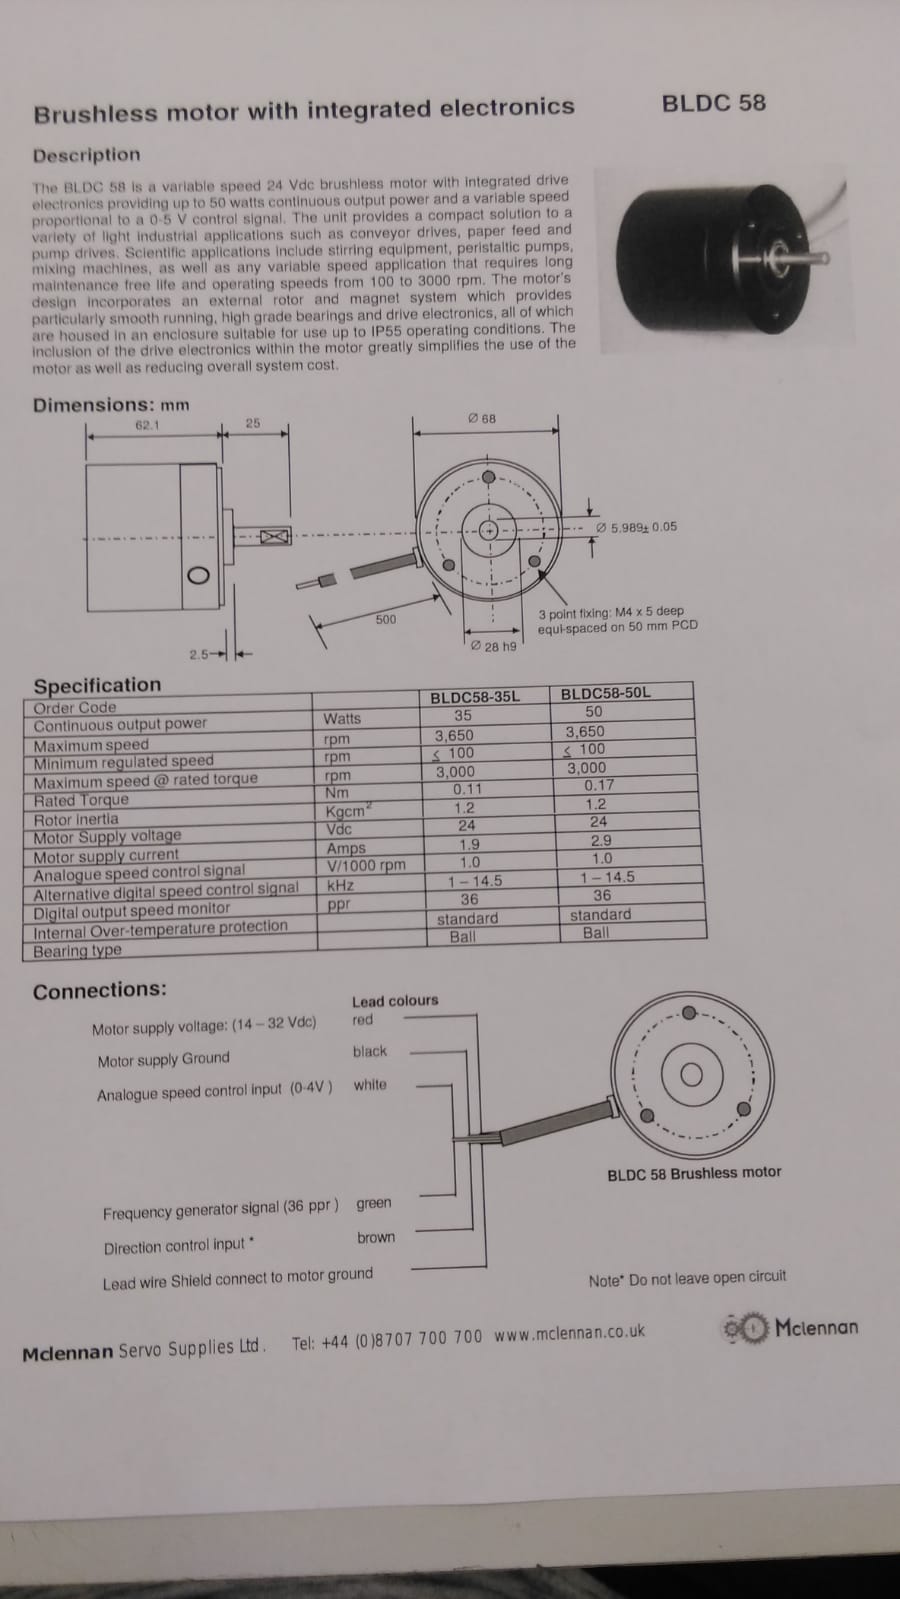 Brushless motor with integrated electronics BLDC 58
Description
The BLDC 58 is a variable speed 24 Vdc brushless motor with integrated drive
electronics providing up to 50 watts continuous output power and a variable speed
proportional to a 0-5 V control signal. The unit provides a compact solution to a
variety of light industrial applications such as conveyor drives, paper feed and
pump drives. Scientific applications include stirring equipment, peristaltic pumps,
mixing machines, as well as any variable speed application that requires long
maintenance free life and operating speeds from 100 to 3000 rpm. The motor's
design incorporates an external rotor and magnet system which provides
particularly smooth running, high grade bearings and drive electronics, all of which
are housed in an enclosure suitable for use up to IP55 operating conditions. The
inclusion of the drive electronics within the motor greatly simplifies the use of the
motor as well as reducing overall system cost.
Dimensions: mm
62.1 25 Ø 68
Ø 5.989± 0.05
500
3 point fixing: M4 x 5 deep
equi-spaced on 50 mm PCD
Ø 28 h9
2.5
Specification
Order Code BLDC58-35L BLDC58-50L
Continuous output power Watts 35 50
Maximum speed rpm 3,650 3,650
Minimum regulated speed rpm ≤ 100 ≤ 100
Maximum speed @ rated torque rpm 3,000 3,000
Rated Torque Nm 0.11 0.17
Rotor inertia Kgcm² 1.2 1.2
Motor Supply voltage Vdc 24 24
Motor supply current Amps 1.9 2.9
Analogue speed control signal V/1000 rpm 1.0 1.0
Alternative digital speed control signal kHz 1 – 14.5 1 – 14.5
Digital output speed monitor ppr 36 36
Internal Over-temperature protection standard standard
Bearing type Ball Ball
Connections:
Lead colours
Motor supply voltage: (14 – 32 Vdc) red
Motor supply Ground black
Analogue speed control input (0-4V ) white
BLDC 58 Brushless motor
Frequency generator signal (36 ppr ) green
Direction control input * brown
Lead wire Shield connect to motor ground
Note* Do not leave open circuit
Mclennan Servo Supplies Ltd. Tel: +44 (0)8707 700 700 www.mclennan.co.uk
Mclennan